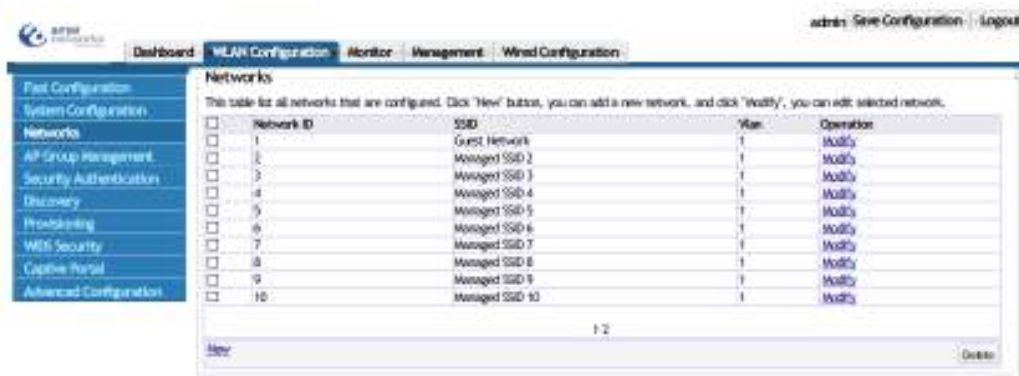 admin Save Configuration Logout
networks
Dashboard WLAN Configuration Monitor Management Wired Configuration
Fast Configuration
System Configuration
Networks
AP Group Management
Security Authentication
Discovery
Provisioning
WIDS Security
Captive Portal
Advanced Configuration
Networks
This table list all networks that are configured. Click "New" button, you can add a new network, and click "Modify", you can edit selected network.
Network ID SSID Vlan Operation
1 Guest Network 1 Modify
2 Managed SSID 2 1 Modify
3 Managed SSID 3 1 Modify
4 Managed SSID 4 1 Modify
5 Managed SSID 5 1 Modify
6 Managed SSID 6 1 Modify
7 Managed SSID 7 1 Modify
8 Managed SSID 8 1 Modify
9 Managed SSID 9 1 Modify
10 Managed SSID 10 1 Modify
1 2
New
Delete